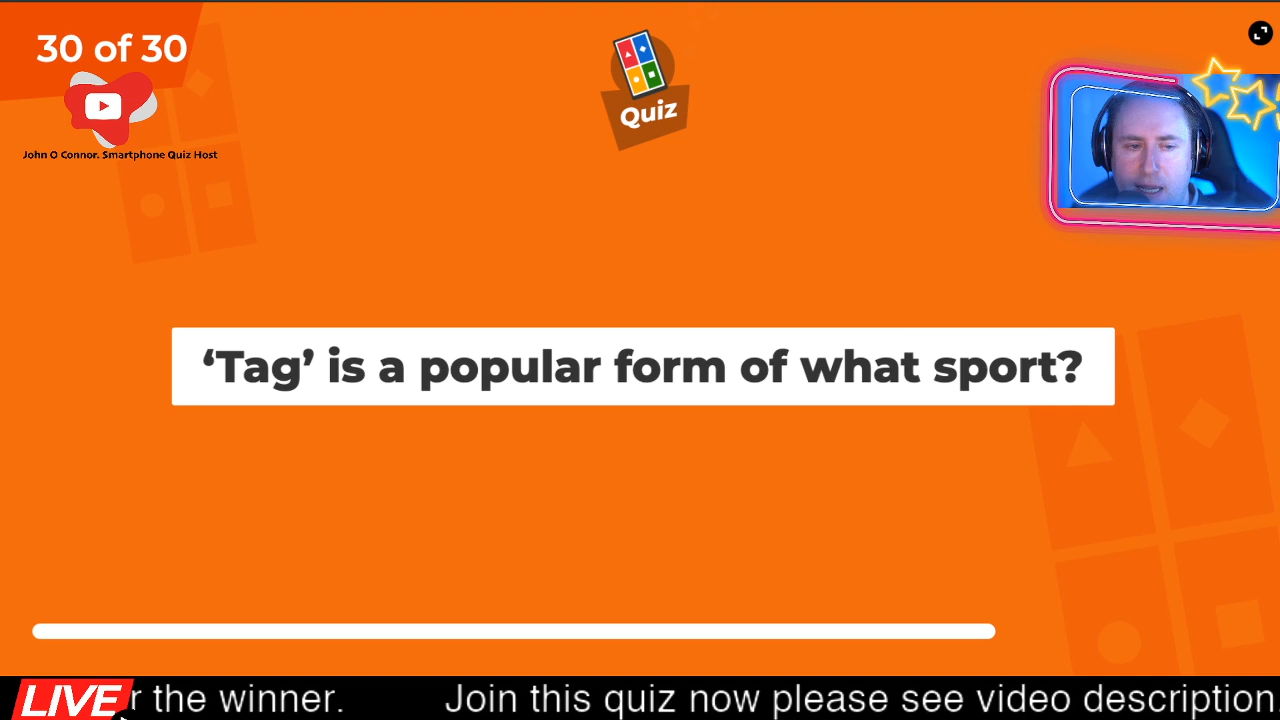 30 of 30
Quiz
John O Connor. Smartphone Quiz Host
‘Tag’ is a popular form of what sport?
LIVE
r the winner. Join this quiz now please see video description.